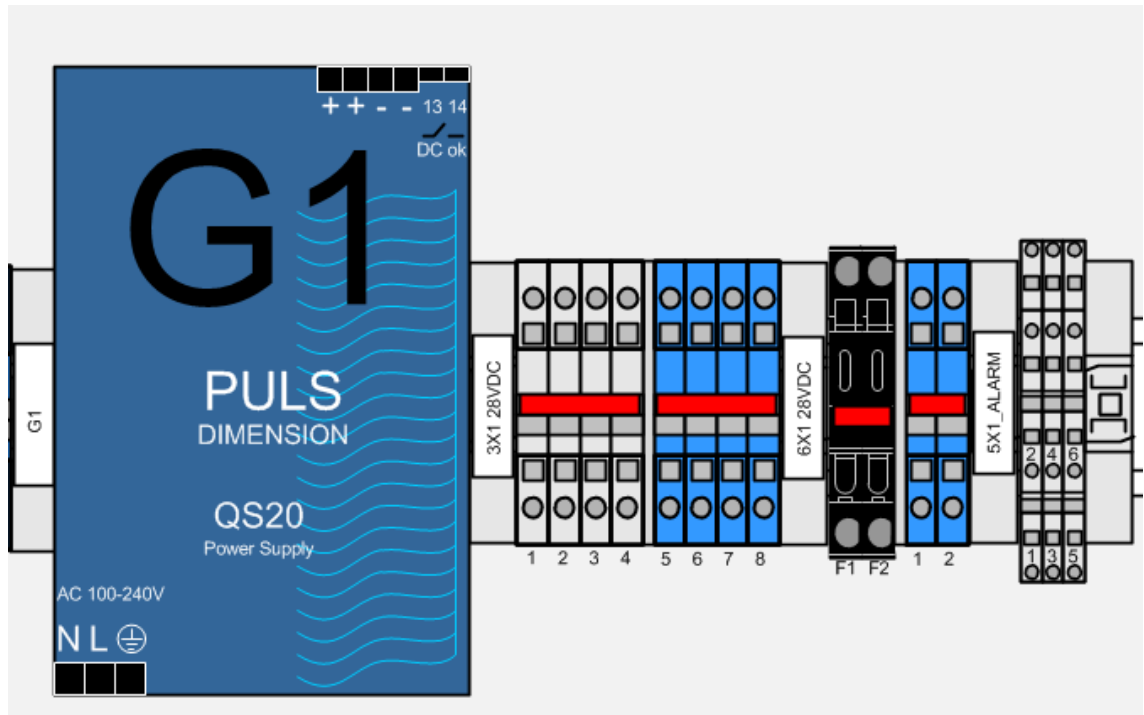 + + - - 13 14
DC ok
G1
PULS
DIMENSION
QS20
Power Supply
AC 100-240V
N L
G1
3X1 28VDC
1 2 3 4
5 6 7 8
6X1 28VDC
F1 F2
1 2
5X1_ALARM
2 4 6
1 3 5